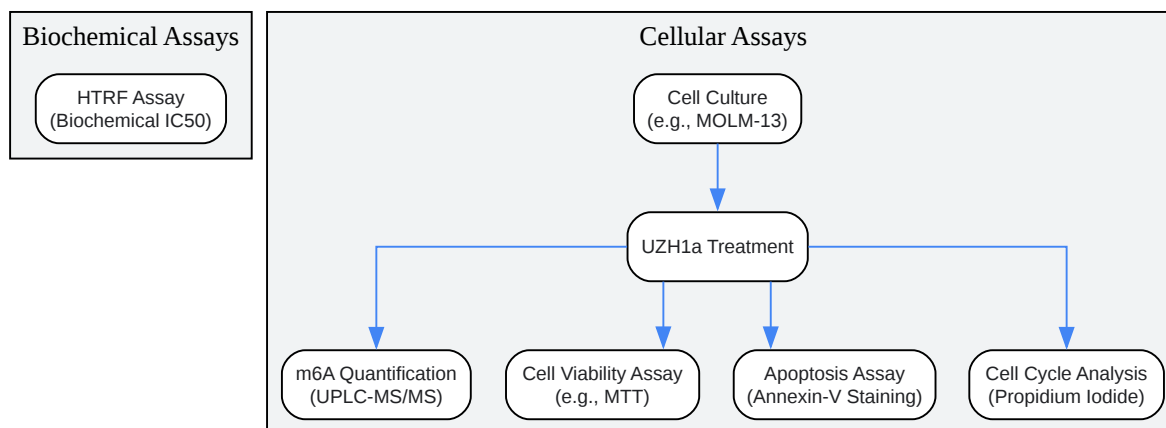 Biochemical Assays
HTRF Assay
(Biochemical IC50)
Cellular Assays
Cell Culture
(e.g., MOLM-13)
UZH1a Treatment
m6A Quantification
(UPLC-MS/MS)
Cell Viability Assay
(e.g., MTT)
Apoptosis Assay
(Annexin-V Staining)
Cell Cycle Analysis
(Propidium Iodide)